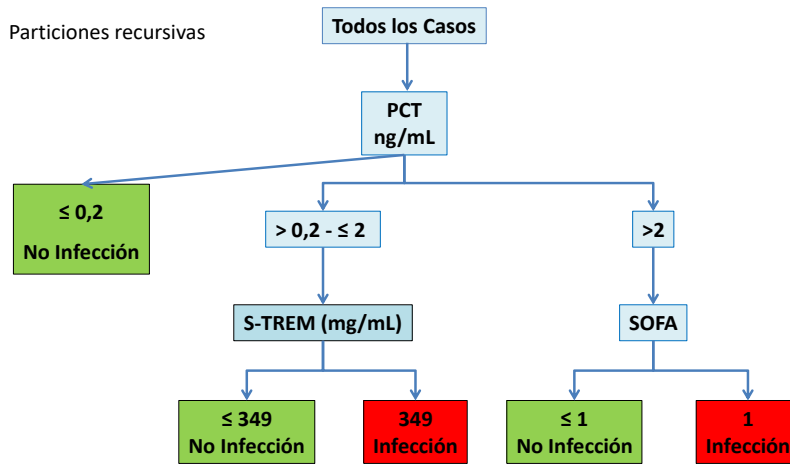 Particiones recursivas
Todos los Casos
PCT
ng/mL
≤ 0,2
No Infección
> 0,2 - ≤ 2
>2
S-TREM (mg/mL)
SOFA
≤ 349
No Infección
349
Infección
≤ 1
No Infección
1
Infección